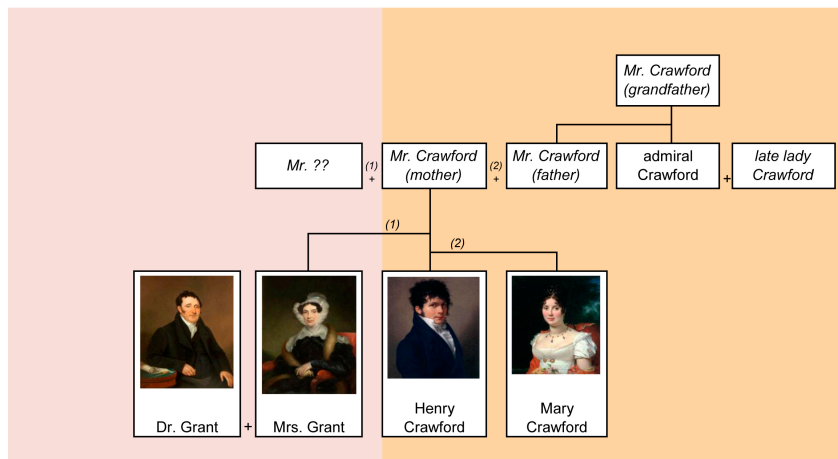 Mr. Crawford
(grandfather)
Mr. ??
(1)
+
Mr. Crawford
(mother)
(2)
+
Mr. Crawford
(father)
admiral
Crawford
+
late lady
Crawford
(1)
(2)
Dr. Grant
+
Mrs. Grant
Henry
Crawford
Mary
Crawford